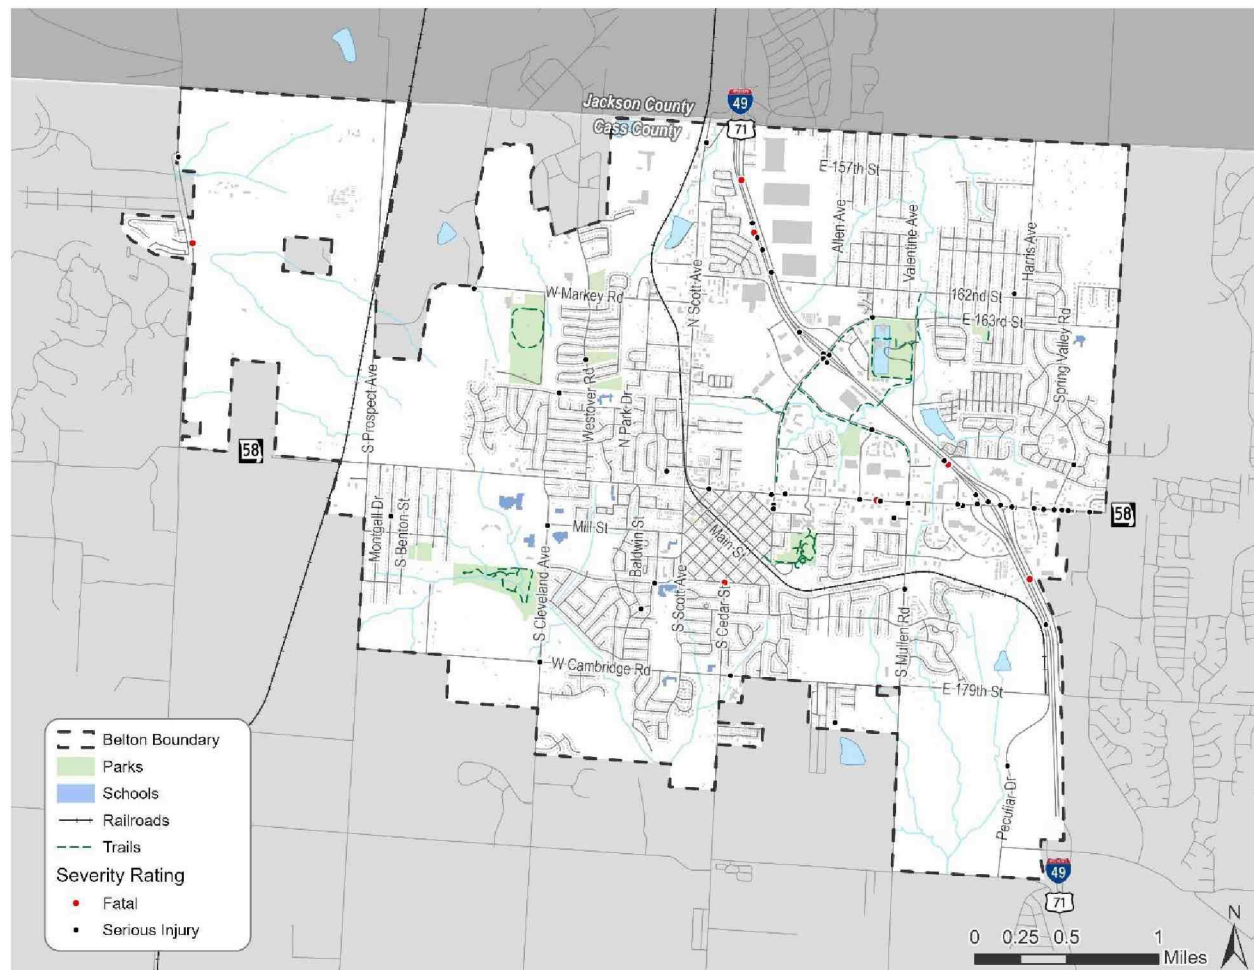 Jackson County
Cass County
49
71
E 157th St
Allen Ave
Valentine Ave
Harris Ave
N Scott Ave
W Markey Rd
162nd St
E 163rd St
Spring Valley Rd
S Prospect Ave
Westover Rd
N Park Dr
58
58
Montgall Dr
S Benton St
Mill St
Main St
Baldwin St
S Cleveland Ave
S Scott Ave
S Cedar St
S Mullen Rd
W Cambridge Rd
E 179th St
Peculiar Dr
49
71
Belton Boundary
Parks
Schools
Railroads
Trails
Severity Rating
Fatal
Serious Injury
N
0 0.25 0.5 1
Miles